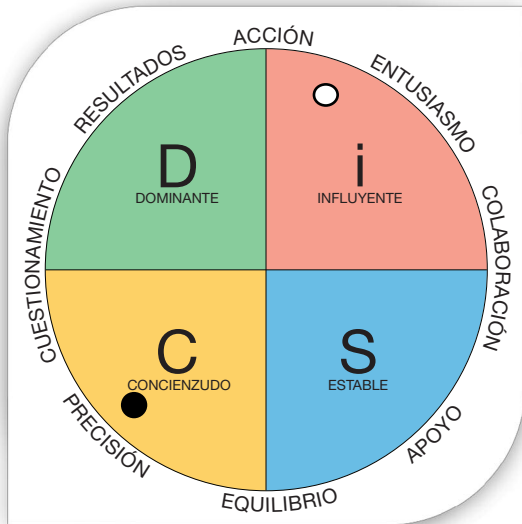 ACCIÓN
RESULTADOS
ENTUSIASMO
D
DOMINANTE
i
INFLUYENTE
CUESTIONAMIENTO
COLABORACIÓN
C
CONCIENZUDO
S
ESTABLE
PRECISIÓN
APOYO
EQUILIBRIO